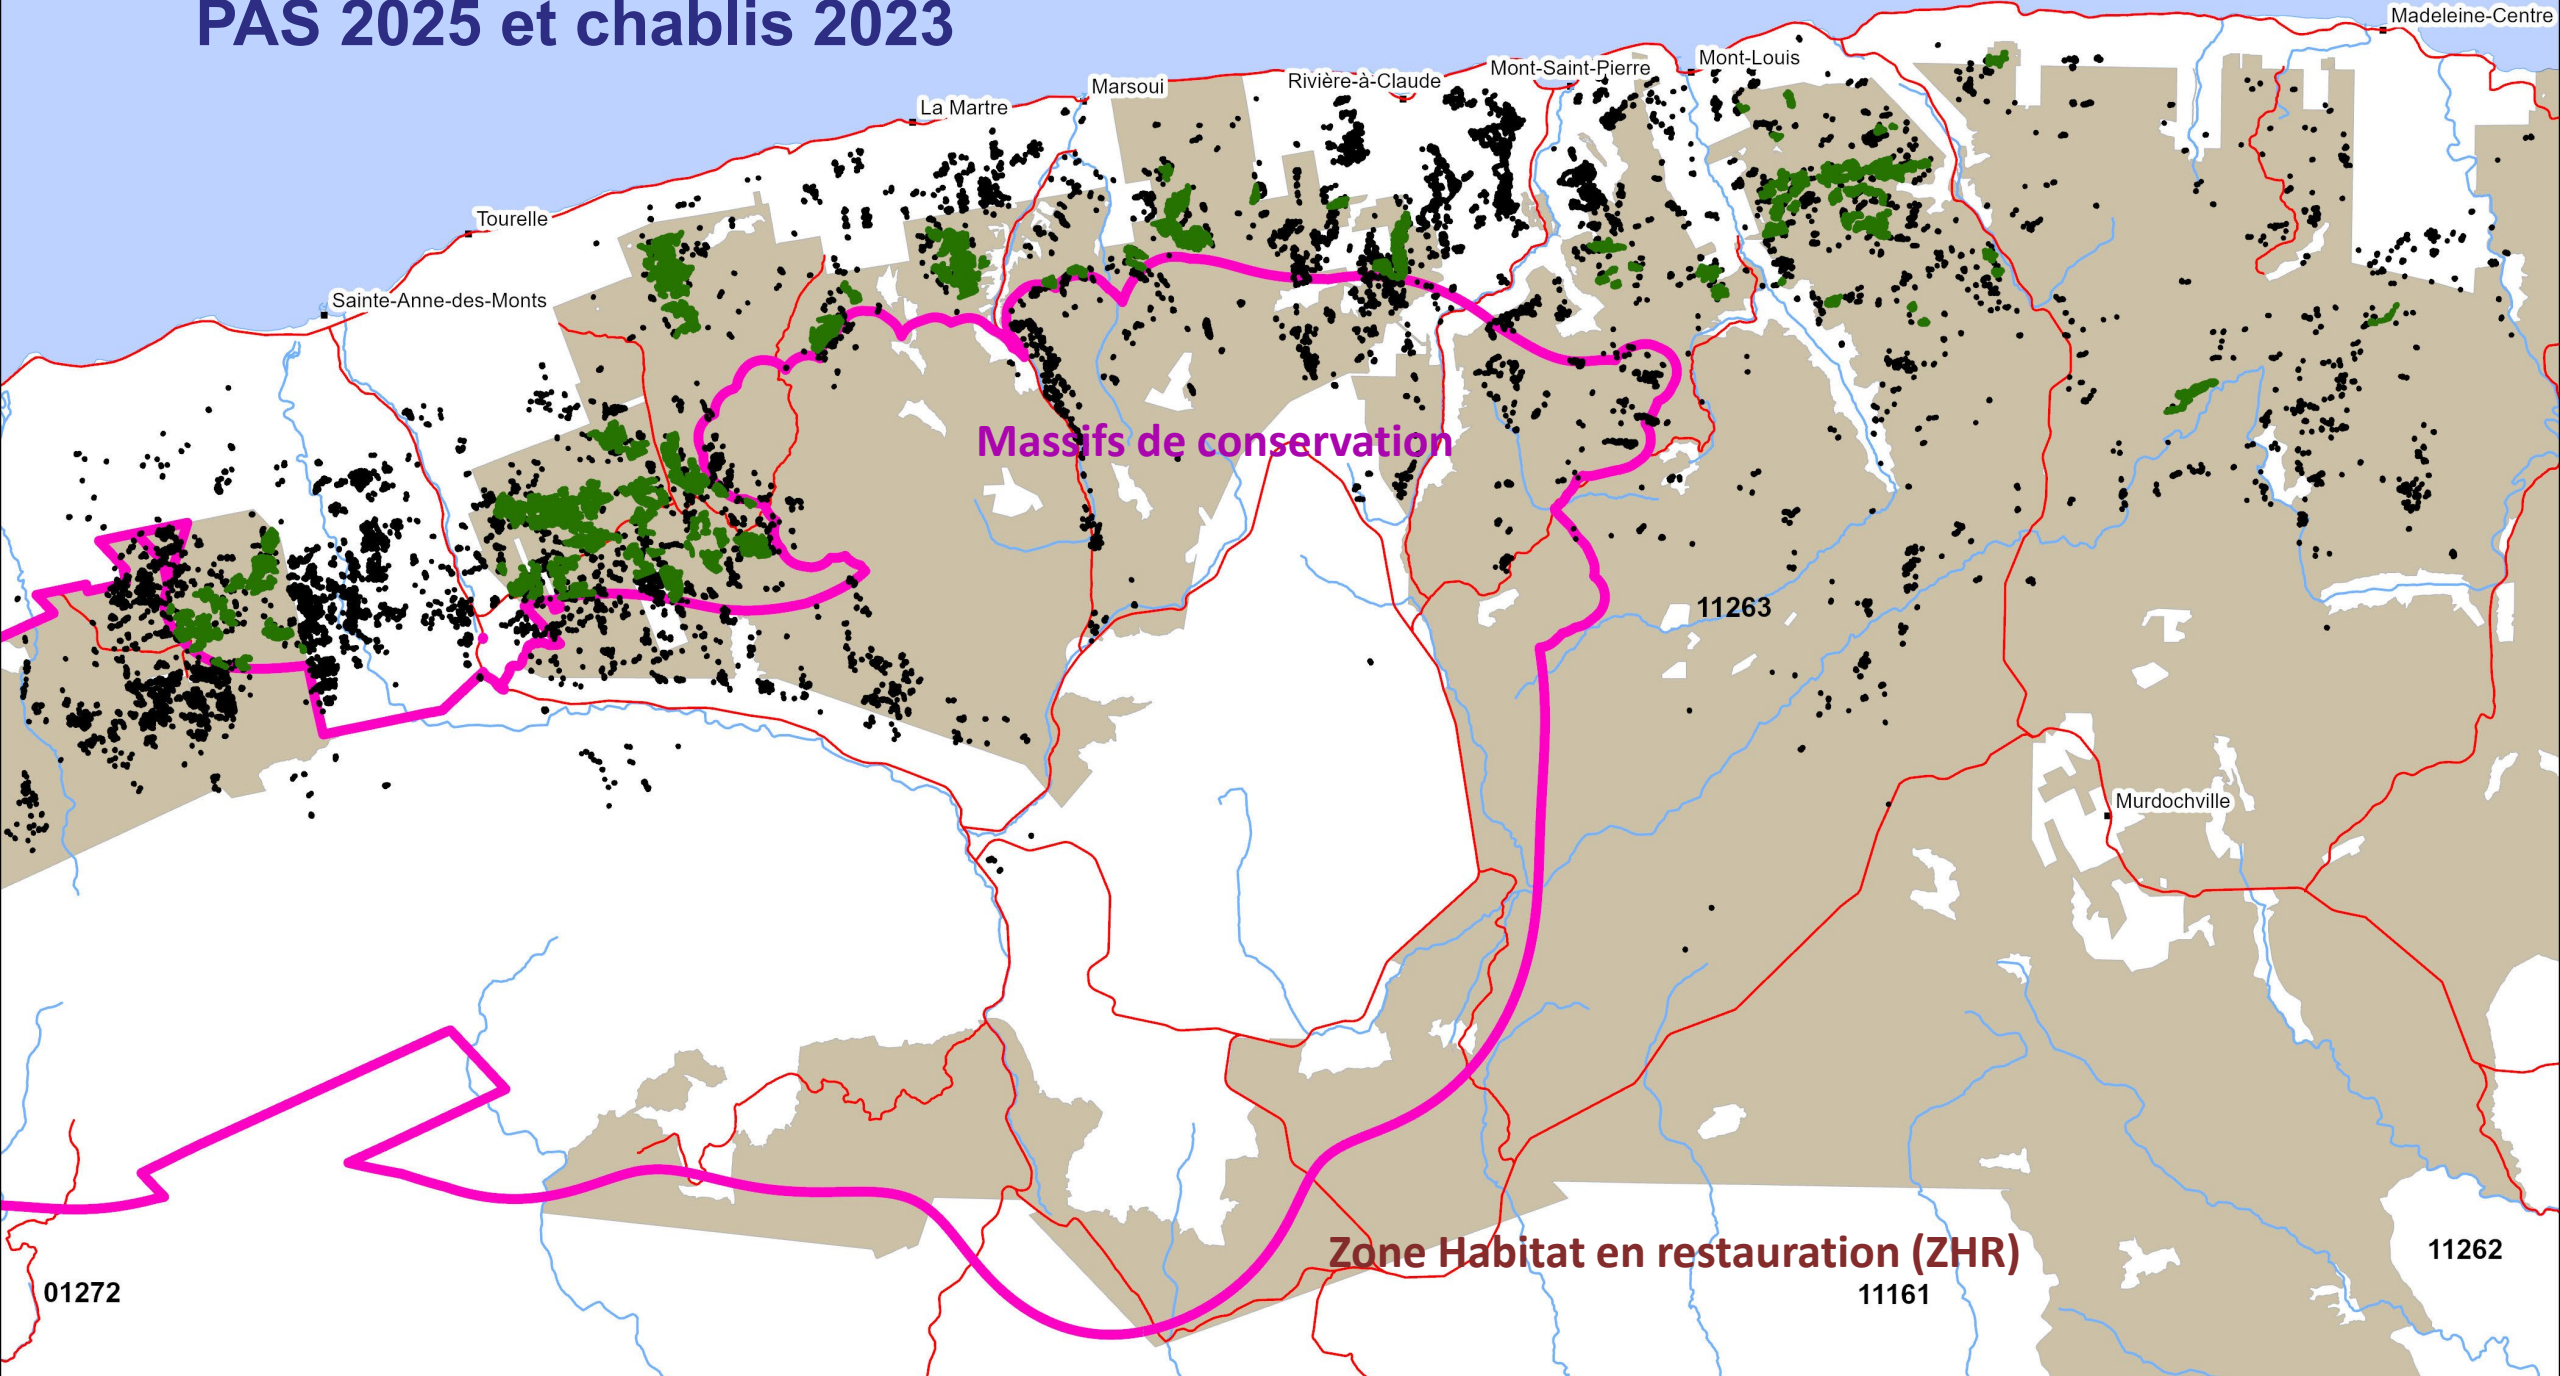 PAS 2025 et chablis 2023
Madeleine-Centre
Mont-Louis
Mont-Saint-Pierre
Rivière-à-Claude
Marsoui
La Martre
Tourelle
Sainte-Anne-des-Monts
Massifs de conservation
11263
Murdochville
Zone Habitat en restauration (ZHR)
11262
01272
11161